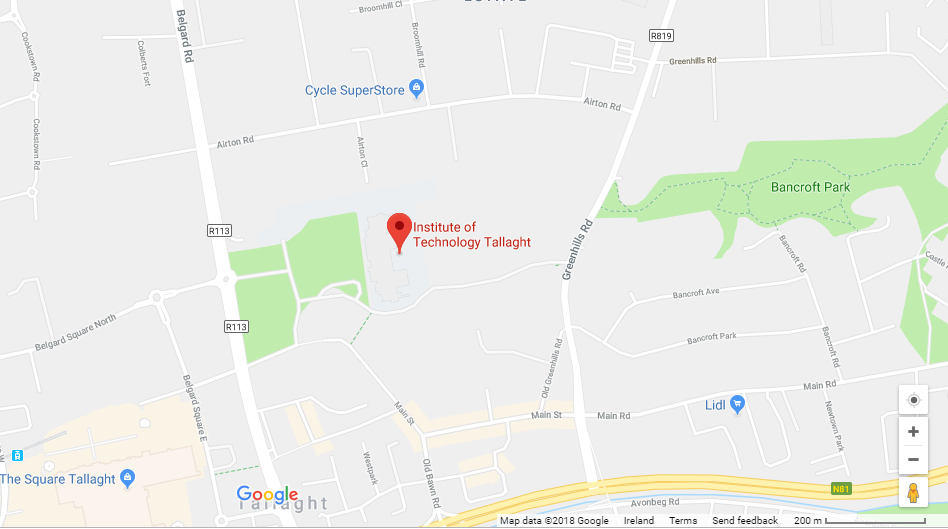 Broomhill Cl
Belgard Rd
Cookstown Rd
Colberts Fort
Broomhill Rd
R819
Greenhills Rd
Cycle SuperStore
Airton Rd
Cookstown Rd
Airton Rd
Airton Cl
Bancroft Park
R113
Institute of
Technology Tallaght
Greenhills Rd
Bancroft Rd
Castle
Bancroft Ave
R113
Belgard Square North
Bancroft Park
Bancroft Rd
Old Greenhills Rd
Belgard Square E
Main Rd
Main St
Main St
Main Rd
Lidl
Newtown Park
Westpark
Old Bawn Rd
The Square Tallaght
N81
Google
Tallaght
Avonbeg Rd
Map data ©2018 Google Ireland Terms Send feedback 200 m